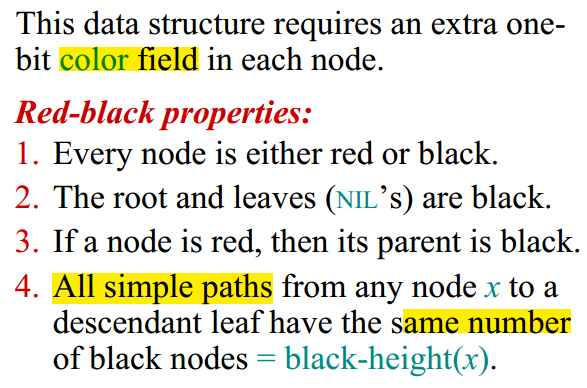 This data structure requires an extra one-
bit color field in each node.
Red-black properties:
1. Every node is either red or black.
2. The root and leaves (NIL’s) are black.
3. If a node is red, then its parent is black.
4. All simple paths from any node x to a
descendant leaf have the same number
of black nodes = black-height(x).